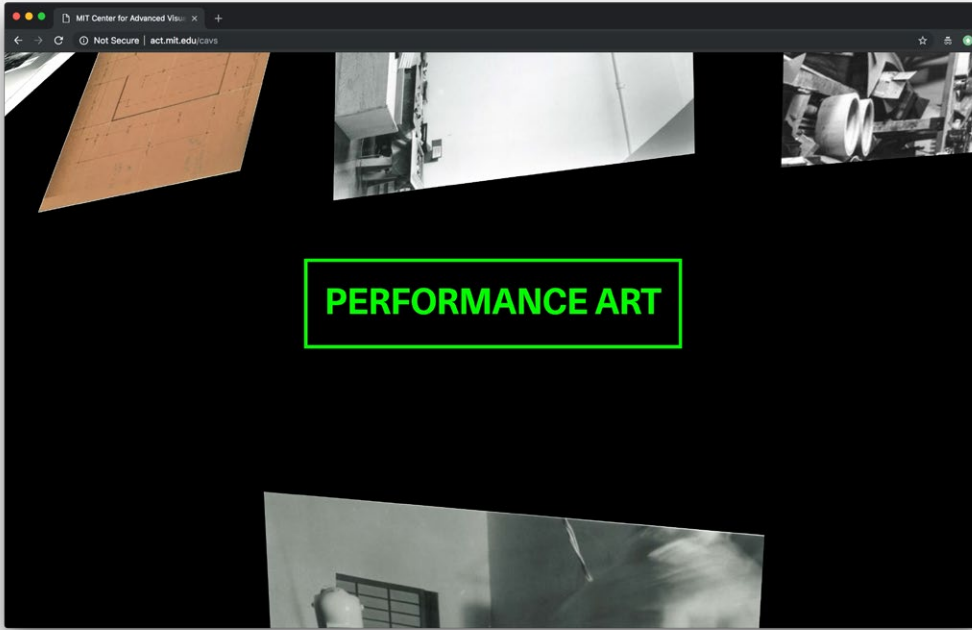 MIT Center for Advanced Visu
Not Secure | act.mit.edu/cavs
PERFORMANCE ART